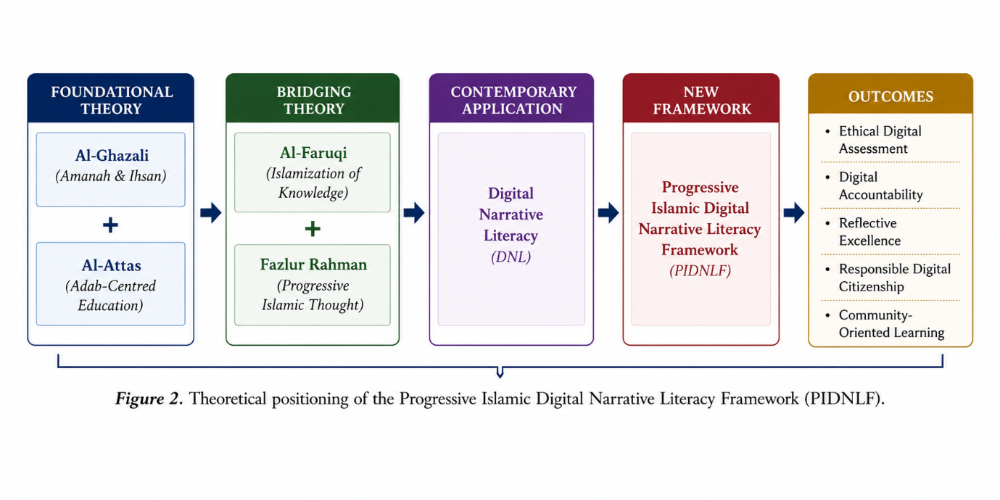 FOUNDATIONAL
THEORY
Al-Ghazali
(Amanah & Ihsan)
+
Al-Attas
(Adab-Centred
Education)
BRIDGING
THEORY
Al-Faruqi
(Islamization of
Knowledge)
+
Fazlur Rahman
(Progressive
Islamic Thought)
CONTEMPORARY
APPLICATION
Digital
Narrative
Literacy
(DNL)
NEW
FRAMEWORK
Progressive
Islamic Digital
Narrative Literacy
Framework
(PIDNLF)
OUTCOMES
• Ethical Digital
Assessment
• Digital
Accountability
• Reflective
Excellence
• Responsible Digital
Citizenship
• Community-
Oriented Learning
Figure 2. Theoretical positioning of the Progressive Islamic Digital Narrative Literacy Framework (PIDNLF).